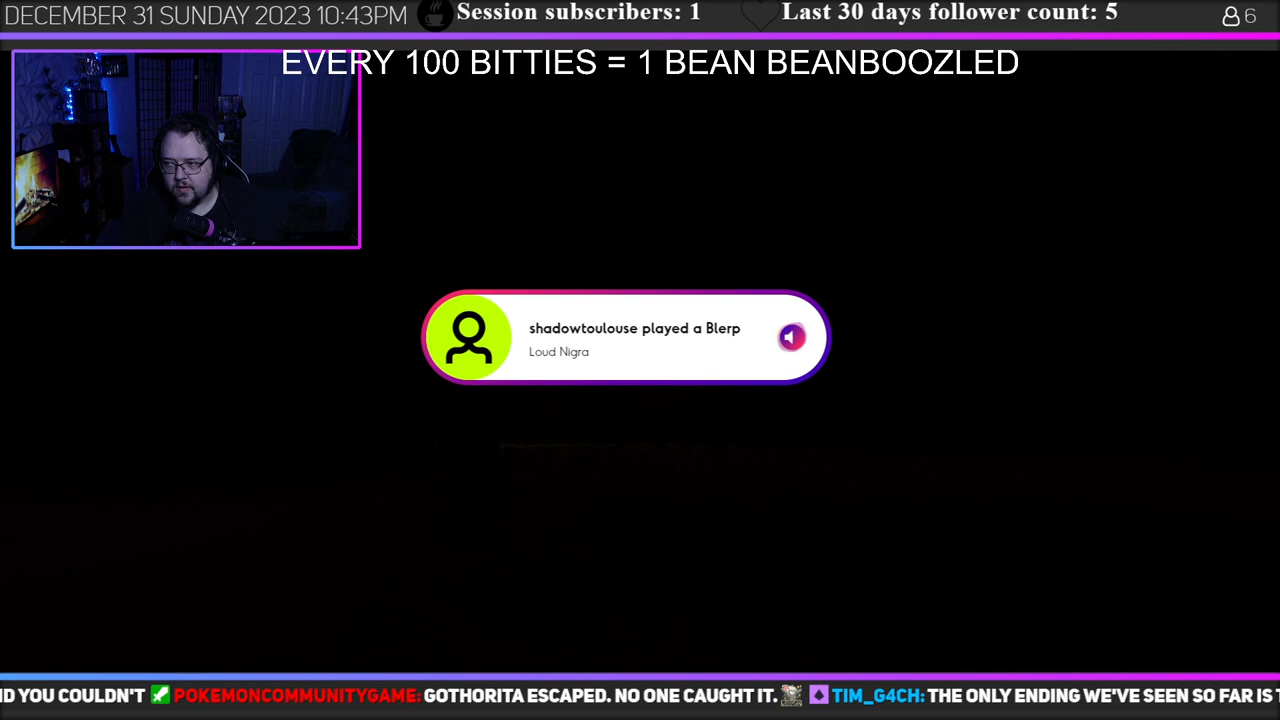 DECEMBER 31 SUNDAY 2023 10:43PM
Session subscribers: 1
Last 30 days follower count: 5
6
EVERY 100 BITTIES = 1 BEAN BEANBOOZLED
shadowtoulouse played a Blerp
Loud Nigra
ND YOU COULDN'T POKEMONCOMMUNITYGAME: GOTHORITA ESCAPED. NO ONE CAUGHT IT. TIM_G4CH: THE ONLY ENDING WE'VE SEEN SO FAR IS T